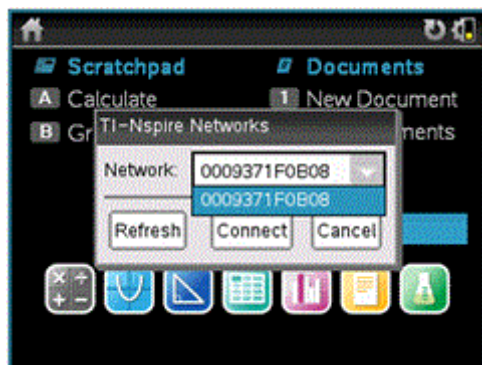 Scratchpad
Documents
A Calculate
1 New Document
B Gr
ments
TI-Nspire Networks
Network: 0009371F0B08
0009371F0B08
Refresh
Connect
Cancel